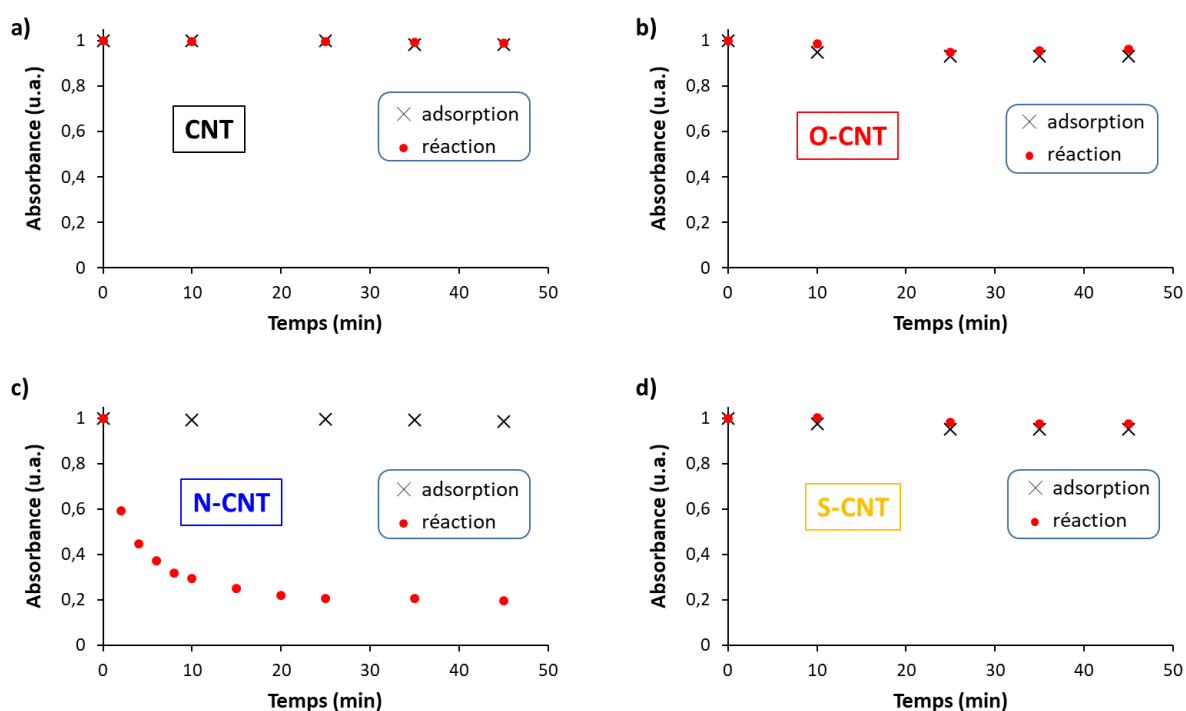 a)
Absorbance (u.a.)
1
0,8
0,6
0,4
0,2
0
CNT
adsorption
réaction
0 10 20 30 40 50
Temps (min)
b)
Absorbance (u.a.)
1
0,8
0,6
0,4
0,2
0
O-CNT
adsorption
réaction
0 10 20 30 40 50
Temps (min)
c)
Absorbance (u.a.)
1
0,8
0,6
0,4
0,2
0
N-CNT
adsorption
réaction
0 10 20 30 40 50
Temps (min)
d)
Absorbance (u.a.)
1
0,8
0,6
0,4
0,2
0
S-CNT
adsorption
réaction
0 10 20 30 40 50
Temps (min)